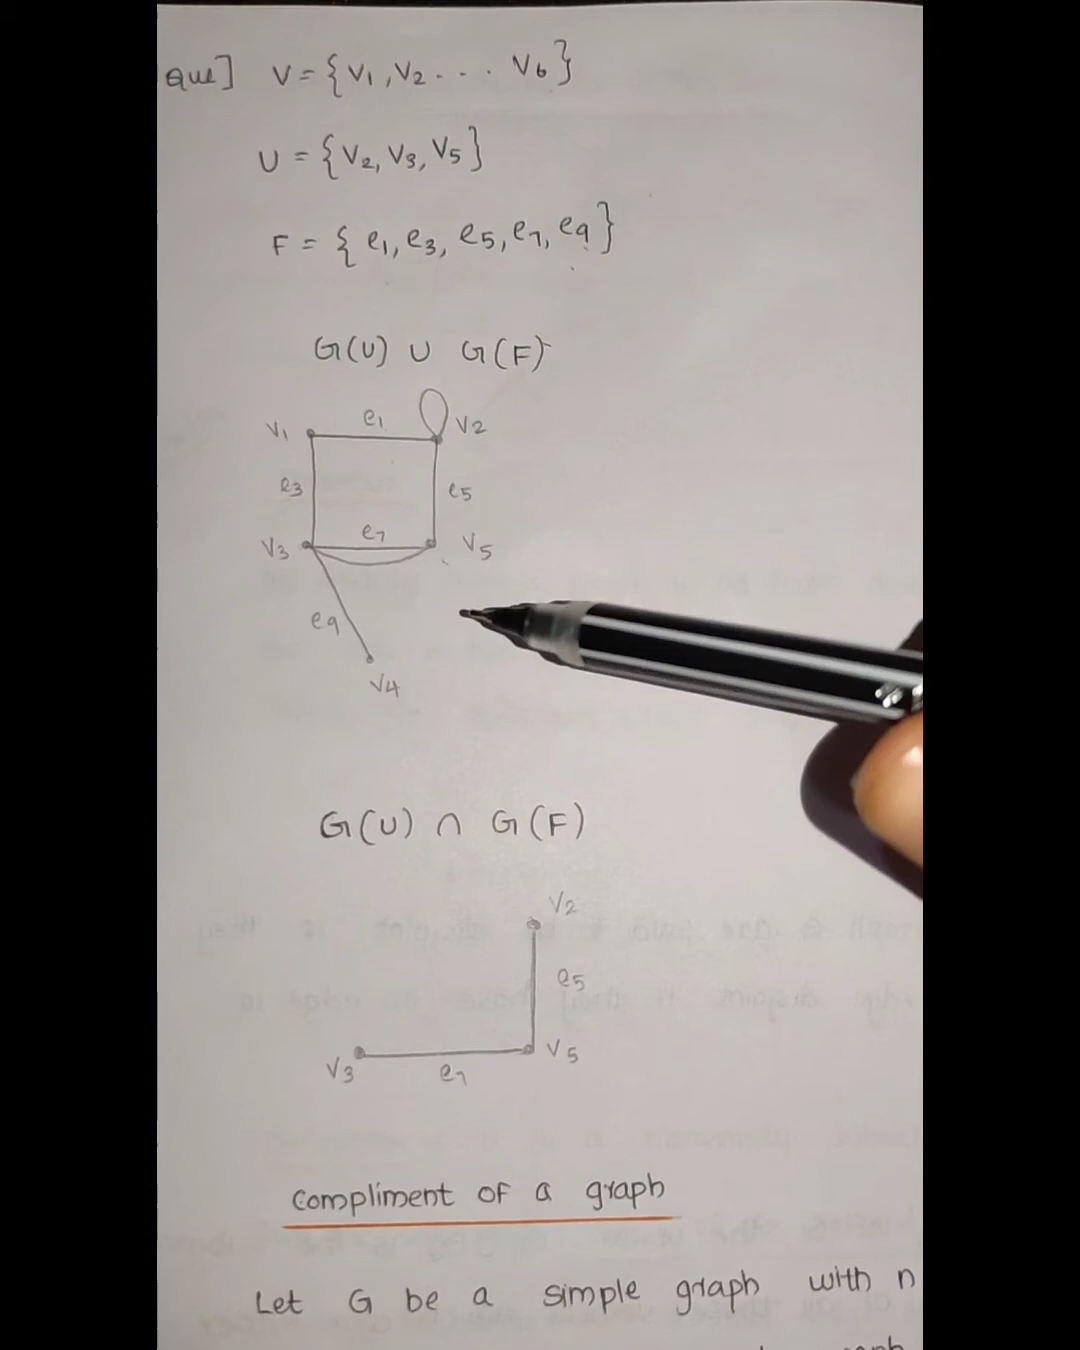 Que] V = {V1, V2 . . . V6}
U = {V2, V3, V5}
F = {e1, e3, e5, e7, e9}
G(U) ∪ G(F)
V1 e1 V2
e3 e5
V3 e7 V5
e9
V4
G(U) ∩ G(F)
V2
e5
V3 e7 V5
Compliment of a graph
Let G be a simple graph with n